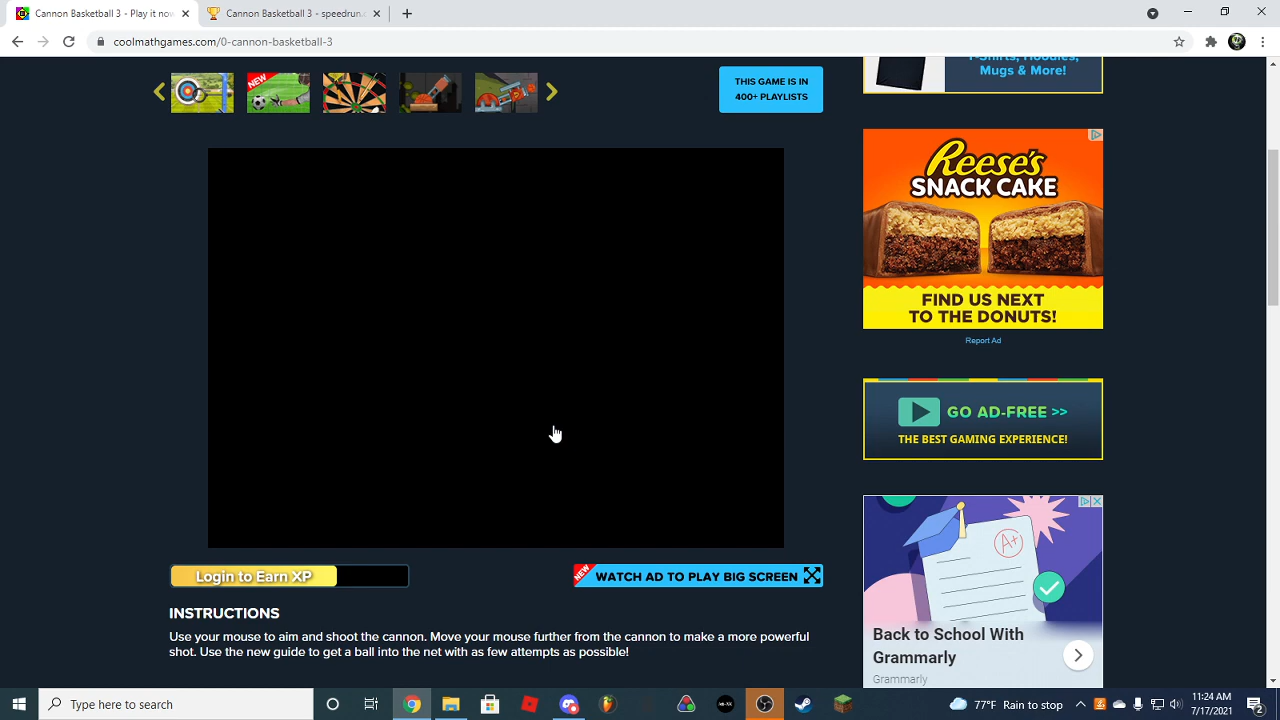 Cannon Basketball 3 - Play it now
Cannon Basketball 3 - speedrun.c
coolmathgames.com/0-cannon-basketball-3
NEW
THIS GAME IS IN
400+ PLAYLISTS
T-Shirts, Hoodies,
Mugs & More!
Reese's
SNACK CAKE
FIND US NEXT
TO THE DONUTS!
Report Ad
GO AD-FREE >>
THE BEST GAMING EXPERIENCE!
A+
Back to School With
Grammarly
Grammarly
Login to Earn XP
NEW
WATCH AD TO PLAY BIG SCREEN
INSTRUCTIONS
Use your mouse to aim and shoot the cannon. Move your mouse further from the cannon to make a more powerful
shot. Use the new guide to get a ball into the net with as few attempts as possible!
Type here to search
77°F
11:24 AM
7/17/2021
2